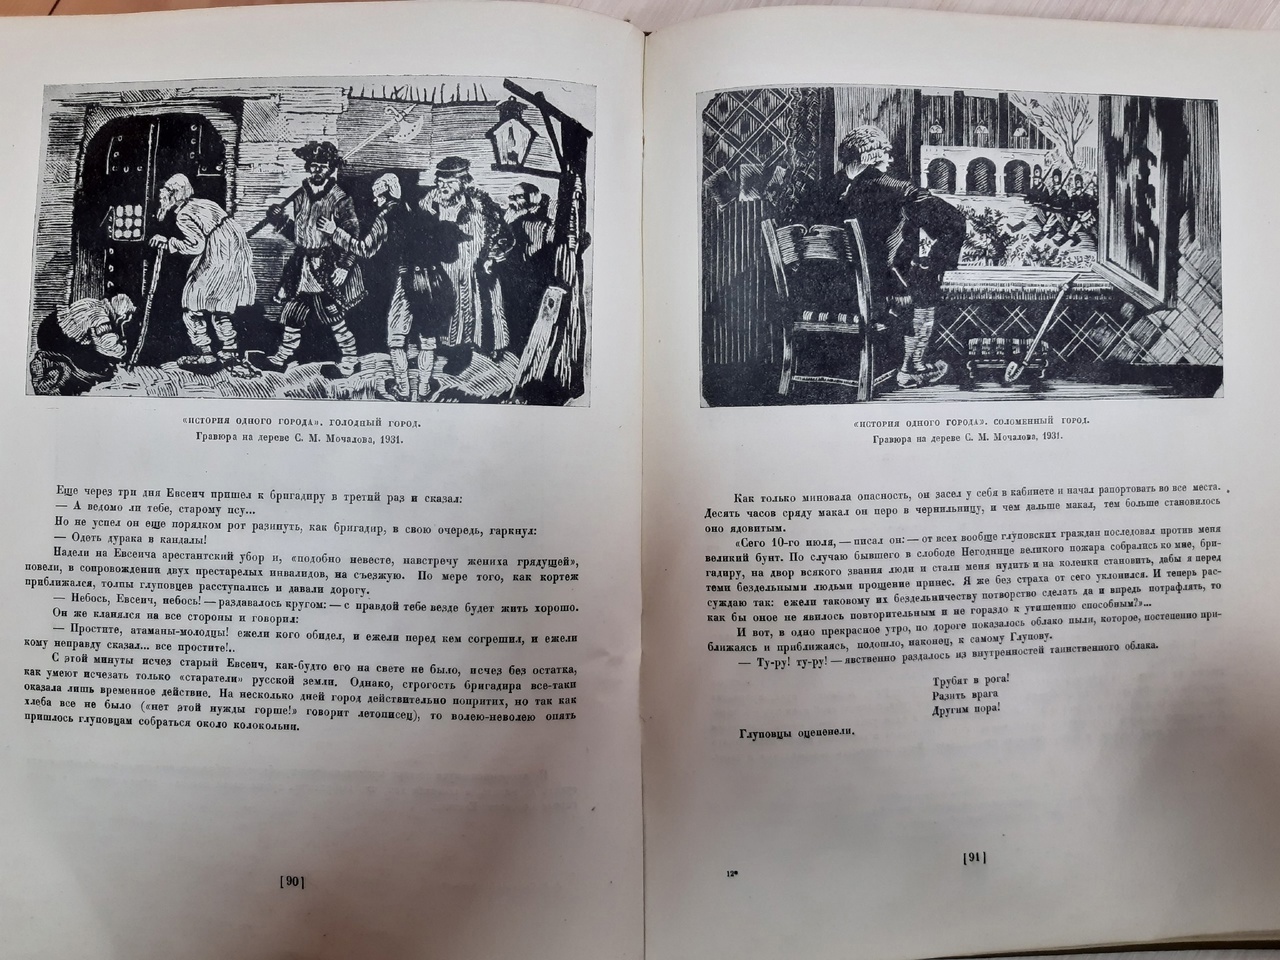 «ИСТОРИЯ ОДНОГО ГОРОДА». ГОЛОДНЫЙ ГОРОД.
Гравюра на дереве С. М. Мочалова, 1931.
Еще через три дня Евсеич пришел к бригадиру в третий раз и сказал:
— А ведомо ли тебе, старому псу...
Но не успел он еще порядком рот разинуть, как бригадир, в свою очередь, гаркнул:
— Одеть дурака в кандалы!
Надели на Евсеича арестантский убор и, «подобно невесте, навстречу жениха грядущей»,
повели, в сопровождении двух престарелых инвалидов, на съезжую. По мере того, как кортеж
приближался, толпы глуповцев расступались и давали дорогу.
— Небось, Евсеич, небось! — раздавалось кругом: — с правдой тебе везде будет жить хорошо.
Он же кланялся на все стороны и говорил:
— Простите, атаманы-молодцы! ежели кого обидел, и ежели перед кем согрешил, и ежели
кому неправду сказал... все простите!..
С этой минуты исчез старый Евсеич, как-будто его на свете не было, исчез без остатка,
как умеют исчезать только «старатели» русской земли. Однако, строгость бригадира все-таки
оказала лишь временное действие. На несколько дней город действительно попритих, но так как
хлеба все не было («нет этой нужды горше!» говорит летописец), то волею-неволею опять
пришлось глуповцам собраться около колокольни.
[90]
«ИСТОРИЯ ОДНОГО ГОРОДА». СОЛОМЕННЫЙ ГОРОД.
Гравюра на дереве С. М. Мочалова, 1931.
Как только миновала опасность, он засел у себя в кабинете и начал рапортовать во все места.
Десять часов сряду макал он перо в чернильницу, и чем дальше макал, тем больше становилось
оно ядовитым.
«Сего 10-го июля, — писал он: — от всех вообще глуповских граждан последовал против меня
великий бунт. По случаю бывшего в слободе Негоднице великого пожара собрались ко мне, бри-
гадиру, на двор всякого звания люди и стали меня нудить и на коленки становить, дабы я перед
теми бездельными людьми прощение принес. Я же без страха от сего уклонился. И теперь рас-
суждаю так: ежели таковому их бездельничеству потворство сделать да и впредь потрафлять, то
как бы оное не явилось повторительным и не гораздо к утишению способным?»...
И вот, в одно прекрасное утро, по дороге показалось облако пыли, которое, постепенно при-
ближаясь и приближаясь, подошло, наконец, к самому Глупову.
— Ту-ру! ту-ру! — явственно раздалось из внутренностей таинственного облака.
Трубят в рога!
Разить врага
Другим пора!
Глуповцы оцепенели.
[91]
12*